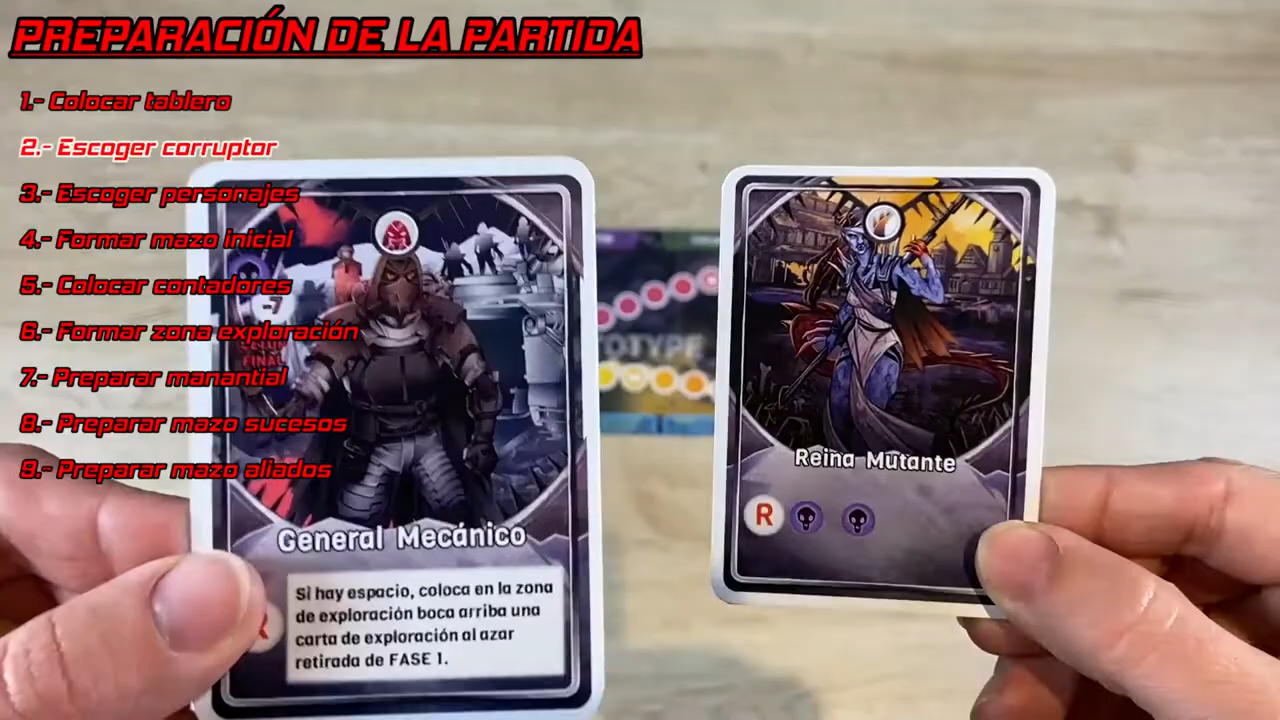 PREPARACIÓN DE LA PARTIDA
1.- Colocar tablero
2.- Escoger corruptor
3.- Escoger personajes
4.- Formar mazo inicial
5.- Colocar contadores
6.- Formar zona exploración
7.- Preparar manantial
8.- Preparar mazo sucesos
9.- Preparar mazo aliados
-7
FINAL
General Mecánico
R
Si hay espacio, coloca en la zona
de exploración boca arriba una
carta de exploración al azar
retirada de FASE 1.
OTYPE
Reina Mutante
R